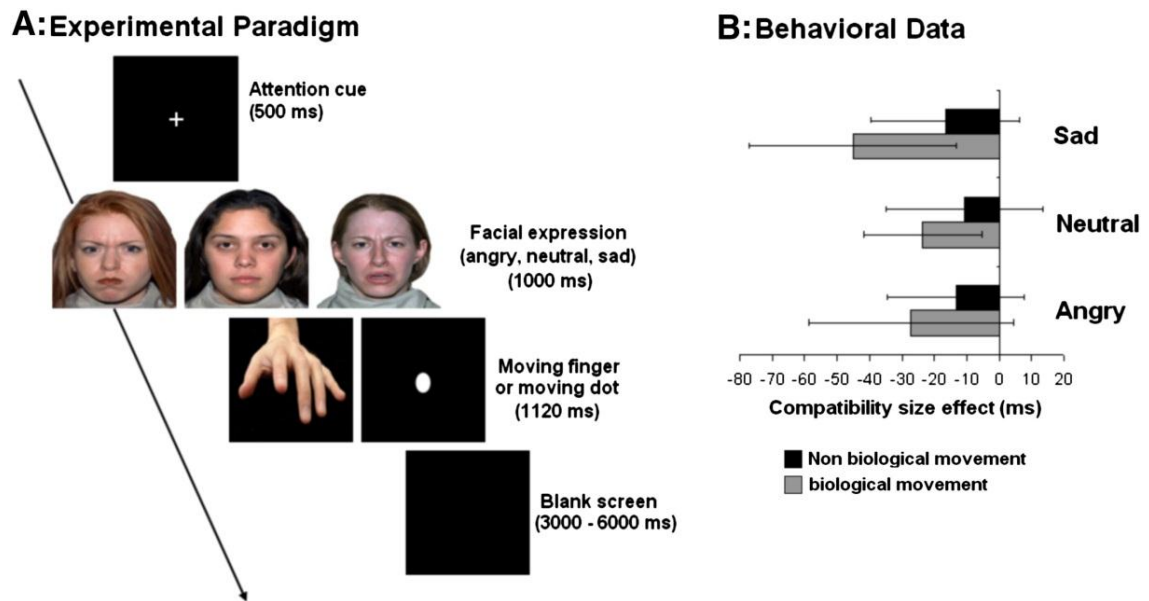 A: Experimental Paradigm
Attention cue
(500 ms)
Facial expression
(angry, neutral, sad)
(1000 ms)
Moving finger
or moving dot
(1120 ms)
Blank screen
(3000 - 6000 ms)
B: Behavioral Data
Sad
Neutral
Angry
-80 -70 -60 -50 -40 -30 -20 -10 0 10 20
Compatibility size effect (ms)
Non biological movement
biological movement